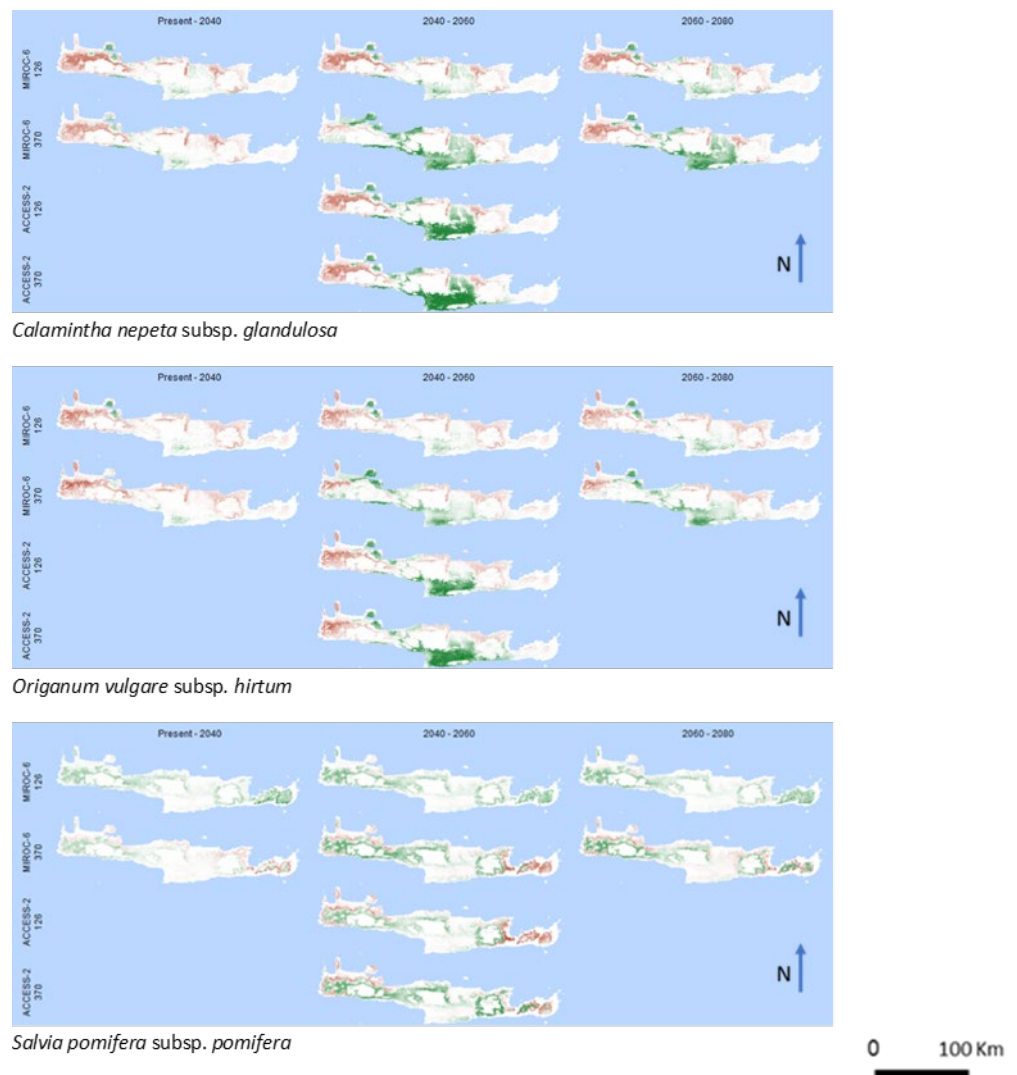 Present - 2040 2040 - 2060 2060 - 2080
MIROC-6
126
MIROC-6
370
ACCESS-2
126
ACCESS-2
370
N
Calamintha nepeta subsp. glandulosa
Present - 2040 2040 - 2060 2060 - 2080
MIROC-6
126
MIROC-6
370
ACCESS-2
126
ACCESS-2
370
N
Origanum vulgare subsp. hirtum
Present - 2040 2040 - 2060 2060 - 2080
MIROC-6
126
MIROC-6
370
ACCESS-2
126
ACCESS-2
370
N
Salvia pomifera subsp. pomifera
0 100 Km